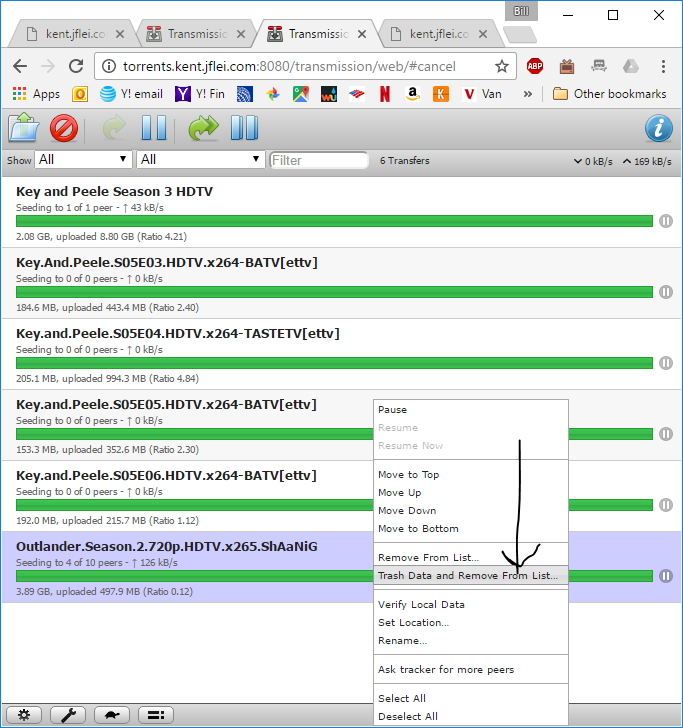 Bill
kent.jflei.co
Transmission
Transmissio
kent.jflei.co
torrents.kent.jflei.com:8080/transmission/web/#cancel
ABP
Apps
Y! email
Y! Fin
Van
»
Other bookmarks
Show All All Filter 6 Transfers 0 kB/s 169 kB/s
Key and Peele Season 3 HDTV
Seeding to 1 of 1 peer - ↑ 43 kB/s
2.08 GB, uploaded 8.80 GB (Ratio 4.21)
Key.And.Peele.S05E03.HDTV.x264-BATV[ettv]
Seeding to 0 of 0 peers - ↑ 0 kB/s
184.6 MB, uploaded 443.4 MB (Ratio 2.40)
Key.and.Peele.S05E04.HDTV.x264-TASTETV[ettv]
Seeding to 0 of 0 peers - ↑ 0 kB/s
205.1 MB, uploaded 994.3 MB (Ratio 4.84)
Key.and.Peele.S05E05.HDTV.x264-BATV[ettv]
Seeding to 0 of 0 peers - ↑ 0 kB/s
153.3 MB, uploaded 352.6 MB (Ratio 2.30)
Key.and.Peele.S05E06.HDTV.x264-BATV[ettv]
Seeding to 0 of 0 peers - ↑ 0 kB/s
192.0 MB, uploaded 215.7 MB (Ratio 1.12)
Outlander.Season.2.720p.HDTV.x265.ShAaNiG
Seeding to 4 of 10 peers - ↑ 126 kB/s
3.89 GB, uploaded 497.9 MB (Ratio 0.12)
Pause
Resume
Resume Now
Move to Top
Move Up
Move Down
Move to Bottom
Remove From List...
Trash Data and Remove From List...
Verify Local Data
Set Location...
Rename...
Ask tracker for more peers
Select All
Deselect All